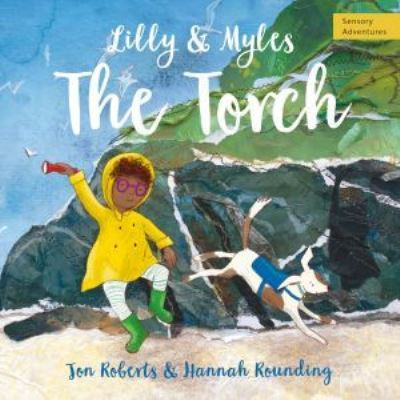 Sensory
Adventures
Lilly & Myles
The Torch
Jon Roberts & Hannah Rounding